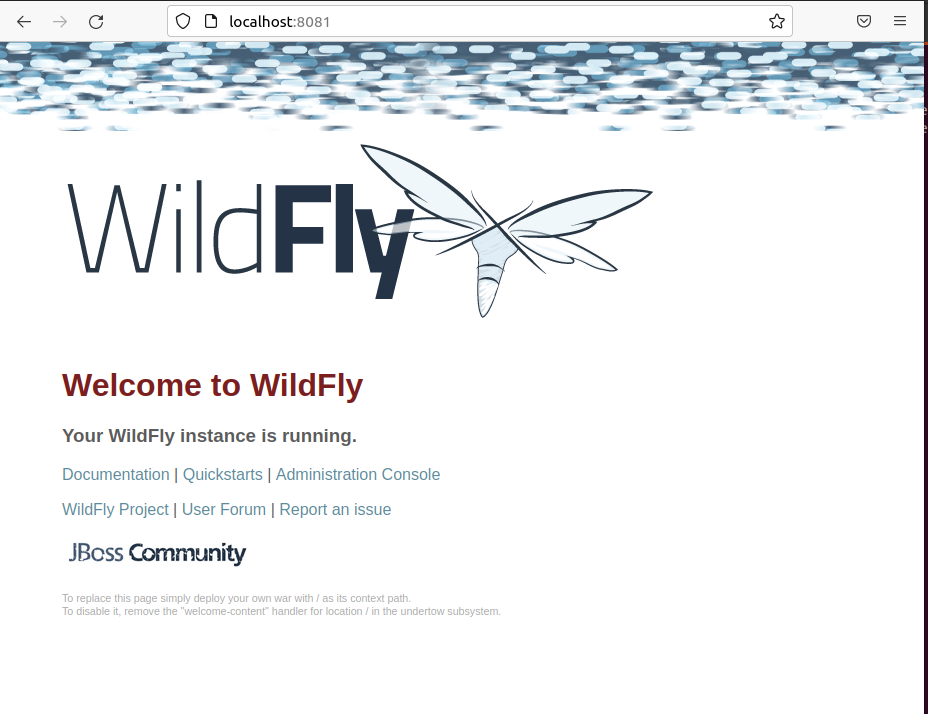 localhost:8081
WildFly
Welcome to WildFly
Your WildFly instance is running.
Documentation | Quickstarts | Administration Console
WildFly Project | User Forum | Report an issue
JBoss Community
To replace this page simply deploy your own war with / as its context path.
To disable it, remove the "welcome-content" handler for location / in the undertow subsystem.